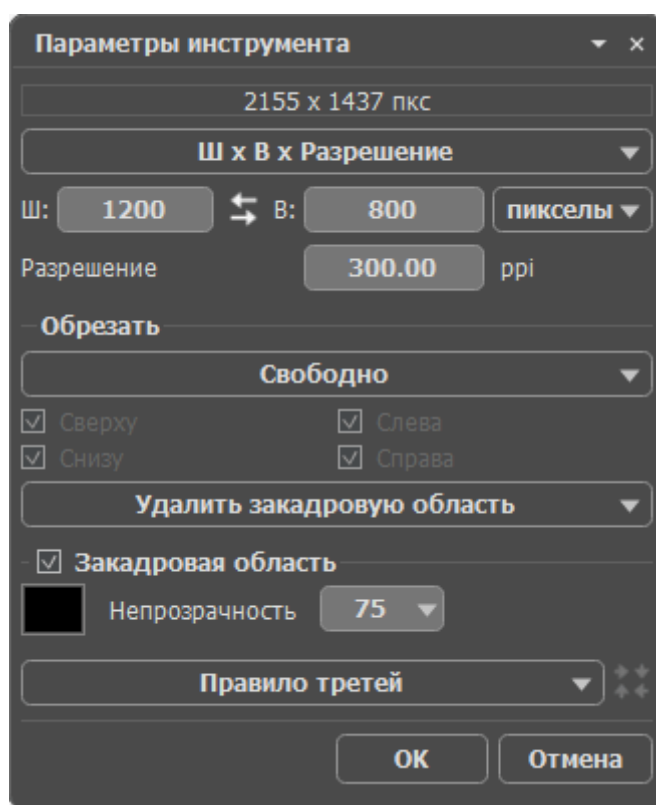 Параметры инструмента
2155 x 1437 пкс
Ш x В x Разрешение
Ш: 1200 В: 800 пикселы
Разрешение 300.00 ppi
Обрезать
Свободно
Сверху Слева
Снизу Справа
Удалить закадровую область
Закадровая область
Непрозрачность 75
Правило третей
ОК Отмена